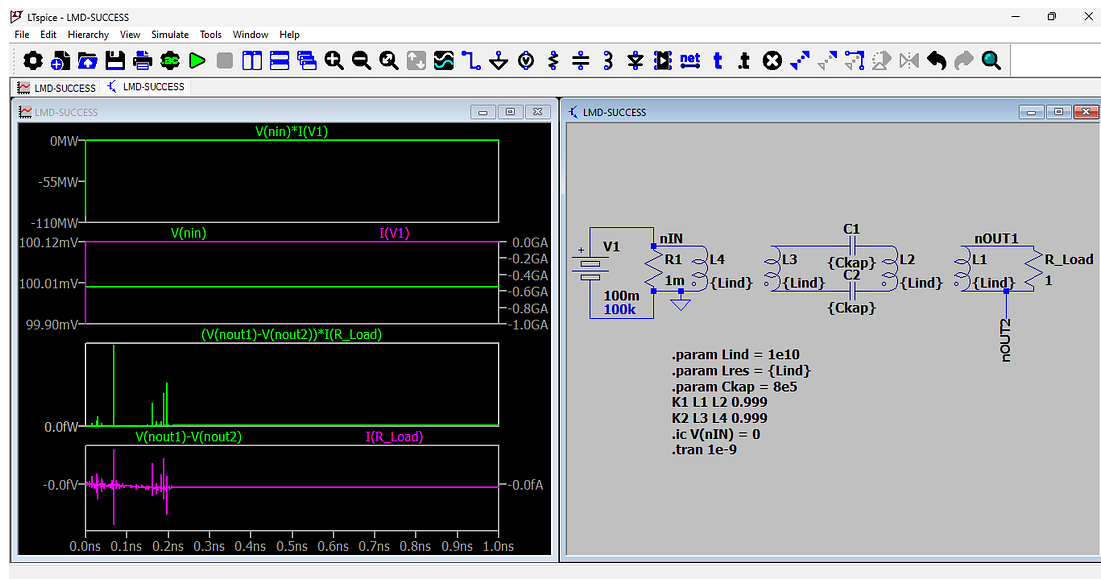 LTspice - LMD-SUCCESS
File Edit Hierarchy View Simulate Tools Window Help
.ac
net
t
.t
LMD-SUCCESS
LMD-SUCCESS
LMD-SUCCESS
V(nin)*I(V1)
0MW
-55MW
-110MW
V(nin) I(V1)
100.12mV
100.01mV
99.90mV
0.0GA
-0.2GA
-0.4GA
-0.6GA
-0.8GA
-1.0GA
(V(nout1)-V(nout2))*I(R_Load)
0.0fW
V(nout1)-V(nout2) I(R_Load)
-0.0fV
-0.0fA
0.0ns 0.1ns 0.2ns 0.3ns 0.4ns 0.5ns 0.6ns 0.7ns 0.8ns 0.9ns 1.0ns
LMD-SUCCESS
+
V1
100m
100k
nIN
R1
1m
L4
{Lind}
L3
{Lind}
C1
{Ckap}
C2
{Ckap}
L2
{Lind}
nOUT1
L1
{Lind}
R_Load
1
nOUT2
.param Lind = 1e10
.param Lres = {Lind}
.param Ckap = 8e5
K1 L1 L2 0.999
K2 L3 L4 0.999
.ic V(nIN) = 0
.tran 1e-9